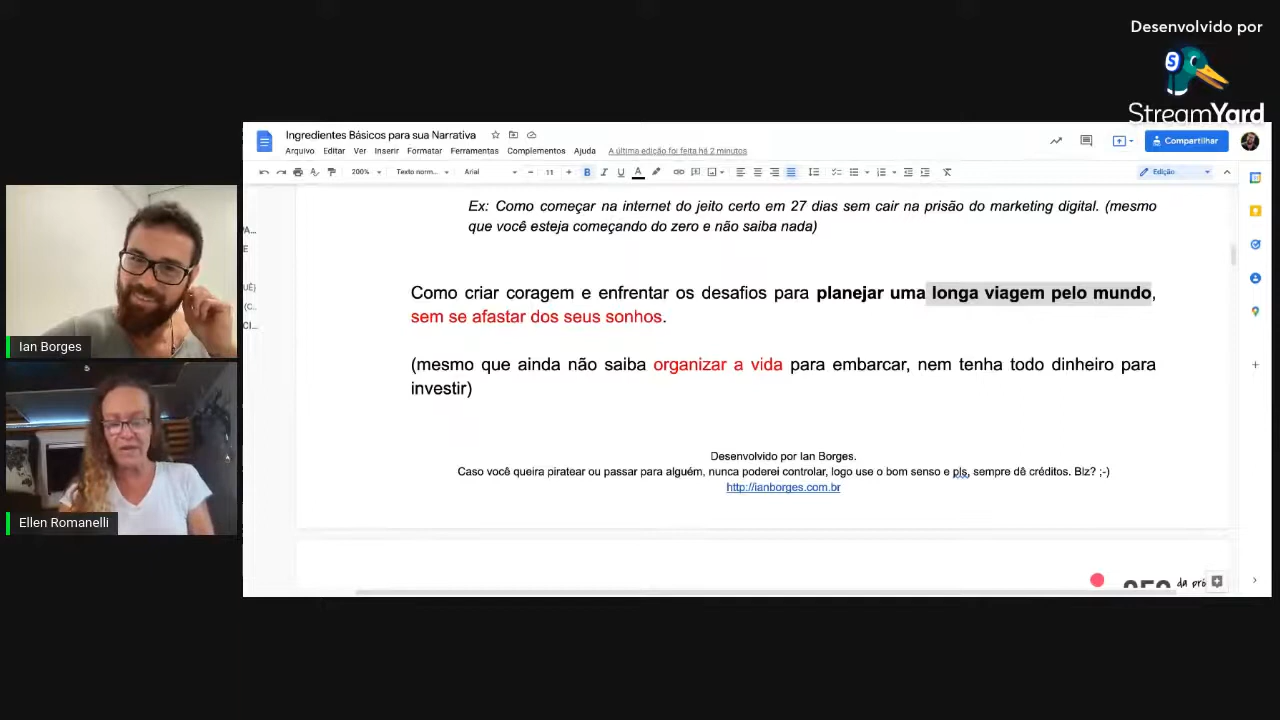 Desenvolvido por
StreamYard
Ingredientes Básicos para sua Narrativa
Arquivo Editar Ver Inserir Formatar Ferramentas Complementos Ajuda A última edição foi feita há 2 minutos
Compartilhar
200% Texto norm... Arial 11 Edição
Ex: Como começar na internet do jeito certo em 27 dias sem cair na prisão do marketing digital. (mesmo
que você esteja começando do zero e não saiba nada)
Como criar coragem e enfrentar os desafios para planejar uma longa viagem pelo mundo,
sem se afastar dos seus sonhos.
(mesmo que ainda não saiba organizar a vida para embarcar, nem tenha todo dinheiro para
investir)
Desenvolvido por Ian Borges.
Caso você queira piratear ou passar para alguém, nunca poderei controlar, logo use o bom senso e pls, sempre dê créditos. Blz? ;-)
http://ianborges.com.br
Ian Borges
Ellen Romanelli